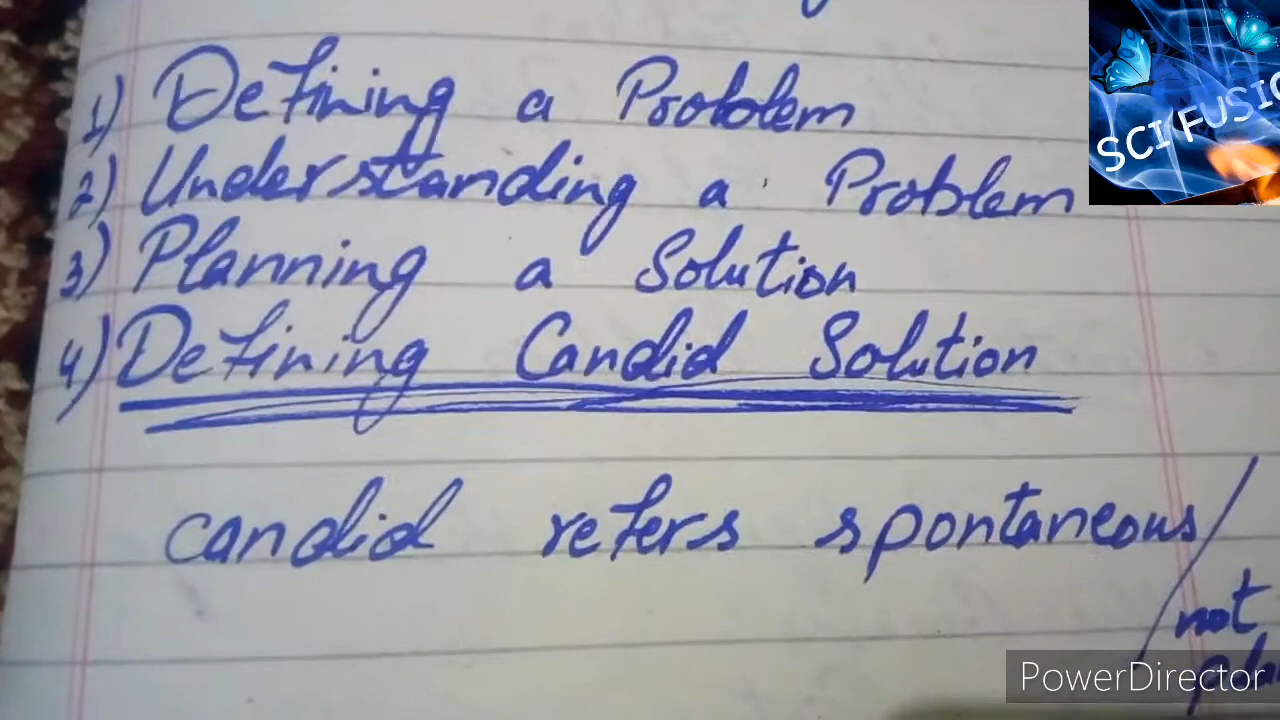 1) Defining a Problem
2) Understanding a Problem
3) Planning a Solution
4) Defining Candid Solution
candid refers spontaneous/
not
SCI FUSIO
PowerDirector